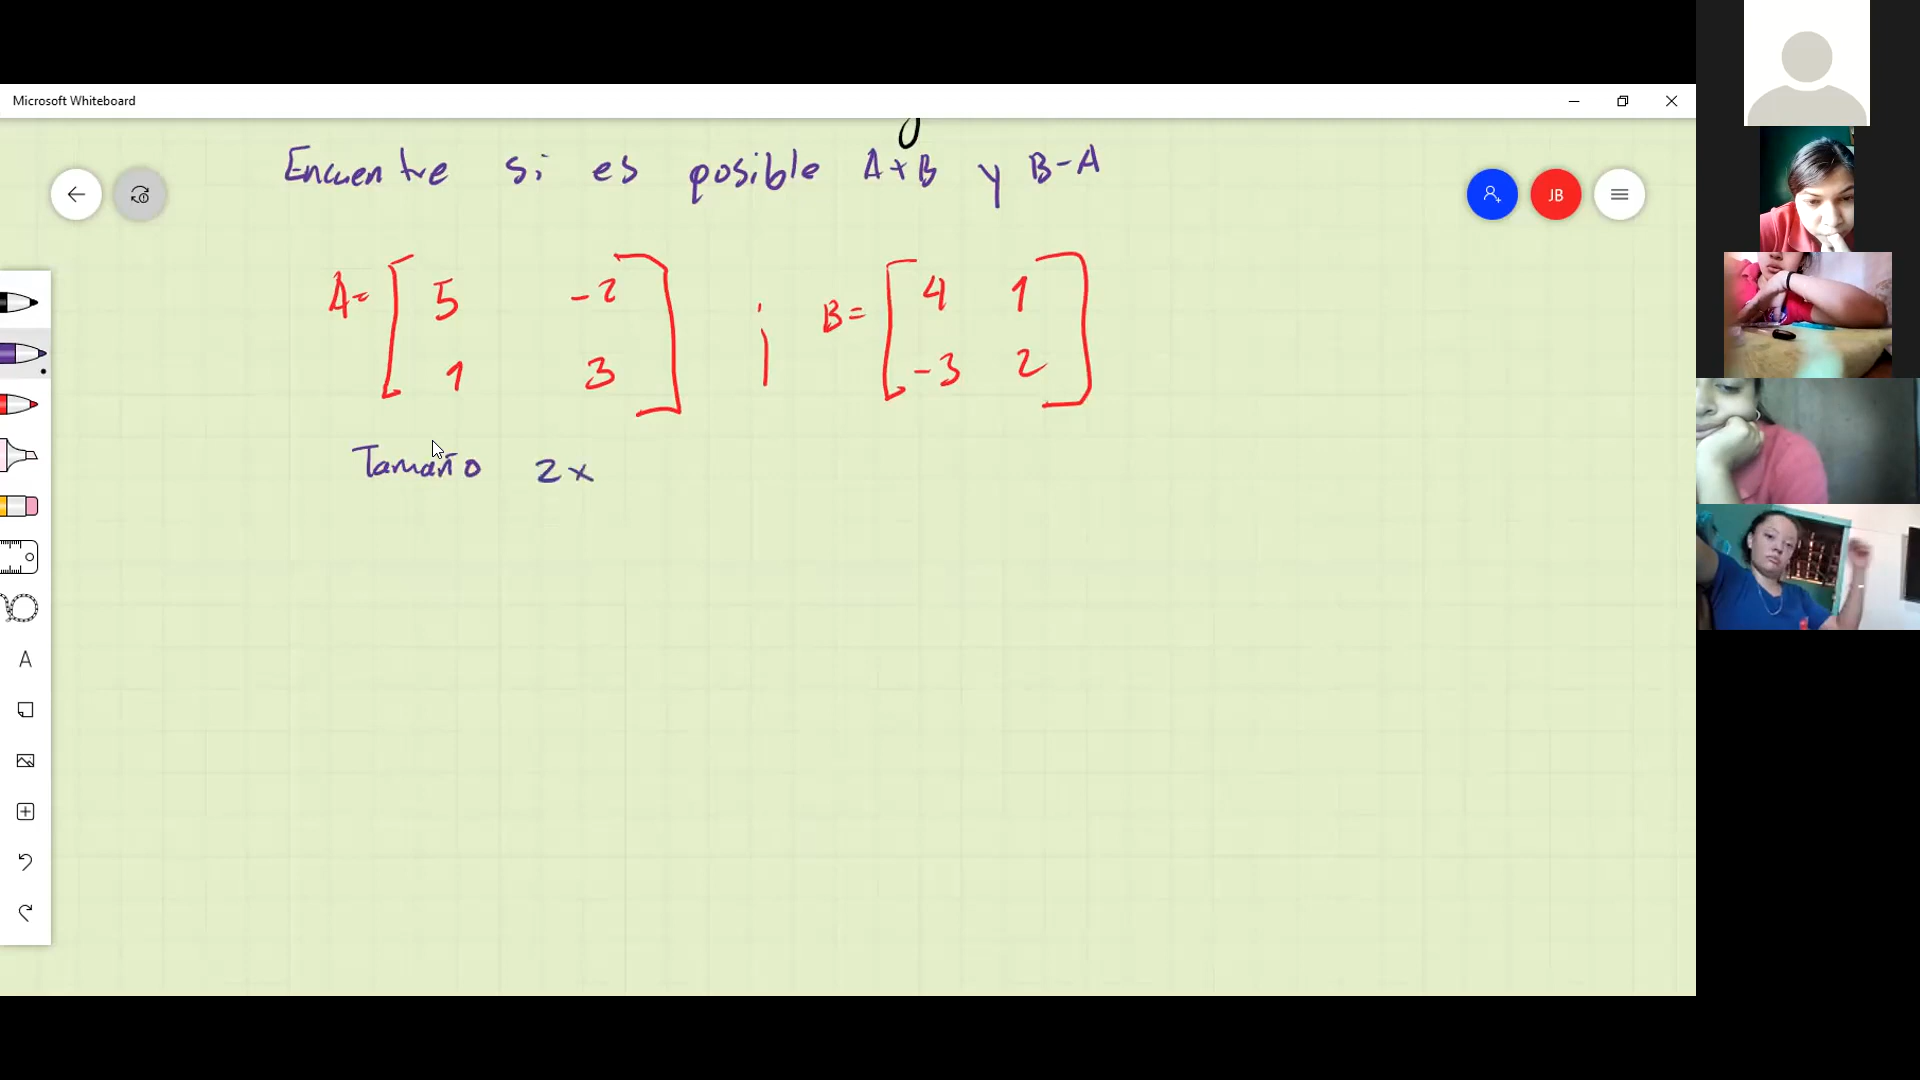 Microsoft Whiteboard
Encuentre si es posible A+B y B-A
JB
A= [ 5 -2 ; B= [ 4 1 ]
1 3 ] -3 2
Tamaño 2x
A